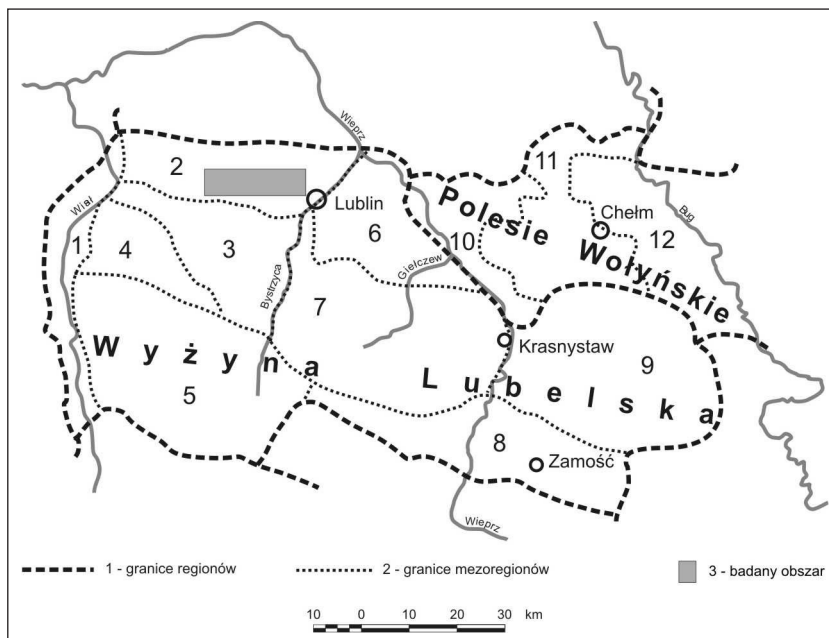 Wieprz
2
11
Lublin
Polesie Wołyńskie
Chełm
Bug
Wisł
1
4
3
6
10
12
Giełczew
Bystrzyca
7
Krasnystaw
Wyżyna Lubelska
9
5
8
Zamość
Wieprz
1 - granice regionów
2 - granice mezoregionów
3 - badany obszar
10 0 10 20 30 km